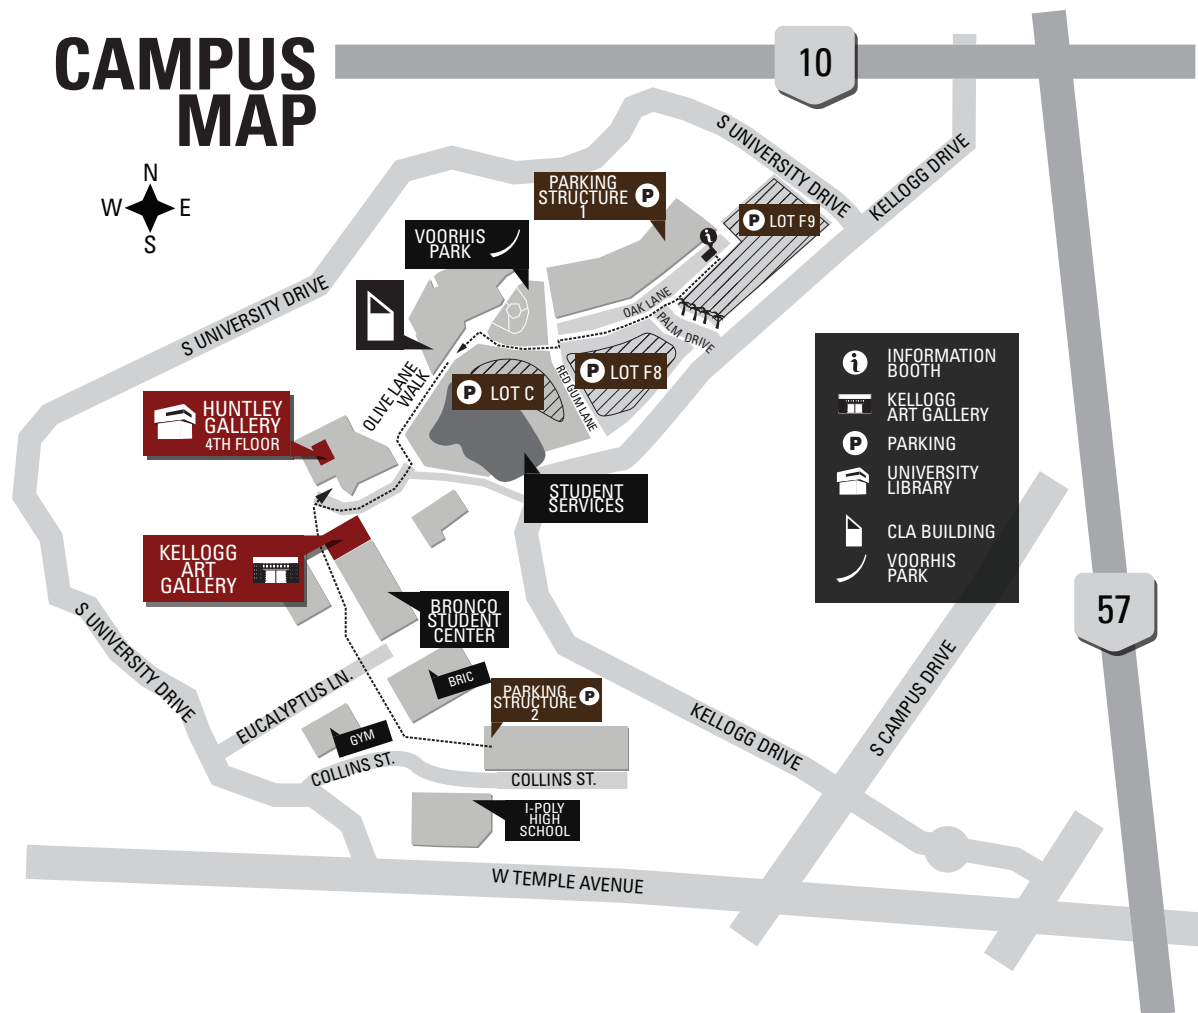 CAMPUS
MAP
N
W
E
S
10
S UNIVERSITY DRIVE
KELLOGG DRIVE
PARKING
STRUCTURE
1
P
P LOT F9
VOORHIS
PARK
i
S UNIVERSITY DRIVE
OAK LANE
PALM DRIVE
OLIVE LANE
WALK
P LOT C
RED GUM LANE
P LOT F8
HUNTLEY
GALLERY
4TH FLOOR
STUDENT
SERVICES
KELLOGG
ART
GALLERY
BRONCO
STUDENT
CENTER
S UNIVERSITY DRIVE
EUCALYPTUS LN.
BRIC
PARKING
STRUCTURE
2
P
GYM
COLLINS ST.
COLLINS ST.
I-POLY
HIGH
SCHOOL
W TEMPLE AVENUE
KELLOGG DRIVE
S CAMPUS DRIVE
57
i
INFORMATION
BOOTH
KELLOGG
ART GALLERY
P
PARKING
UNIVERSITY
LIBRARY
CLA BUILDING
VOORHIS
PARK